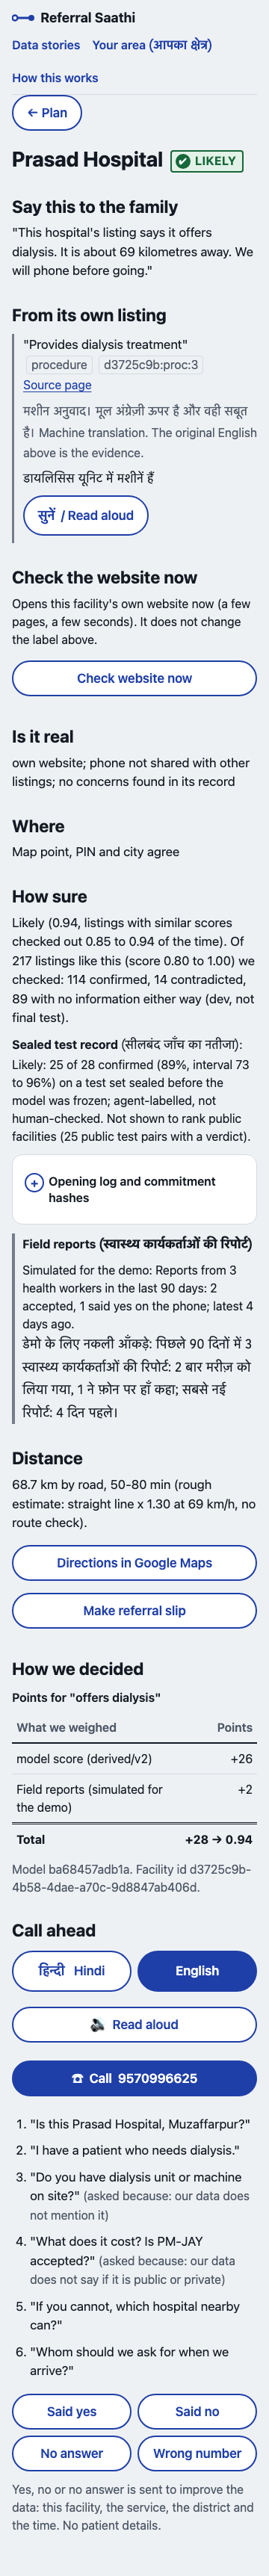 Referral Saathi
Data stories Your area (आपका क्षेत्र)
How this works
← Plan
Prasad Hospital LIKELY
Say this to the family
"This hospital's listing says it offers
dialysis. It is about 69 kilometres away. We
will phone before going."
From its own listing
"Provides dialysis treatment"
procedure d3725c9b:proc:3
Source page
मशीन अनुवाद। मूल अंग्रेज़ी ऊपर है और वही सबूत
है। Machine translation. The original English
above is the evidence.
डायलिसिस यूनिट में मशीनें हैं
सुनें / Read aloud
Check the website now
Opens this facility's own website now (a few
pages, a few seconds). It does not change
the label above.
Check website now
Is it real
own website; phone not shared with other
listings; no concerns found in its record
Where
Map point, PIN and city agree
How sure
Likely (0.94, listings with similar scores
checked out 0.85 to 0.94 of the time). Of
217 listings like this (score 0.80 to 1.00) we
checked: 114 confirmed, 14 contradicted,
89 with no information either way (dev, not
final test).
Sealed test record (सीलबंद जाँच का नतीजा):
Likely: 25 of 28 confirmed (89%, interval 73
to 96%) on a test set sealed before the
model was frozen; agent-labelled, not
human-checked. Not shown to rank public
facilities (25 public test pairs with a verdict).
+ Opening log and commitment
hashes
Field reports (स्वास्थ्य कार्यकर्ताओं की रिपोर्ट)
Simulated for the demo: Reports from 3
health workers in the last 90 days: 2
accepted, 1 said yes on the phone; latest 4
days ago.
डेमो के लिए नकली आँकड़े: पिछले 90 दिनों में 3
स्वास्थ्य कार्यकर्ताओं की रिपोर्ट: 2 बार मरीज़ को
लिया गया, 1 ने फ़ोन पर हाँ कहा; सबसे नई
रिपोर्ट: 4 दिन पहले।
Distance
68.7 km by road, 50-80 min (rough
estimate: straight line x 1.30 at 69 km/h, no
route check).
Directions in Google Maps
Make referral slip
How we decided
Points for "offers dialysis"
What we weighed Points
model score (derived/v2) +26
Field reports (simulated for +2
the demo)
Total +28 → 0.94
Model ba68457adb1a. Facility id d3725c9b-
4b58-4dae-a70c-9d8847ab406d.
Call ahead
हिन्दी Hindi English
Read aloud
☎ Call 9570996625
1. "Is this Prasad Hospital, Muzaffarpur?"
2. "I have a patient who needs dialysis."
3. "Do you have dialysis unit or machine
on site?" (asked because: our data does
not mention it)
4. "What does it cost? Is PM-JAY
accepted?" (asked because: our data
does not say if it is public or private)
5. "If you cannot, which hospital nearby
can?"
6. "Whom should we ask for when we
arrive?"
Said yes Said no
No answer Wrong number
Yes, no or no answer is sent to improve the
data: this facility, the service, the district and
the time. No patient details.